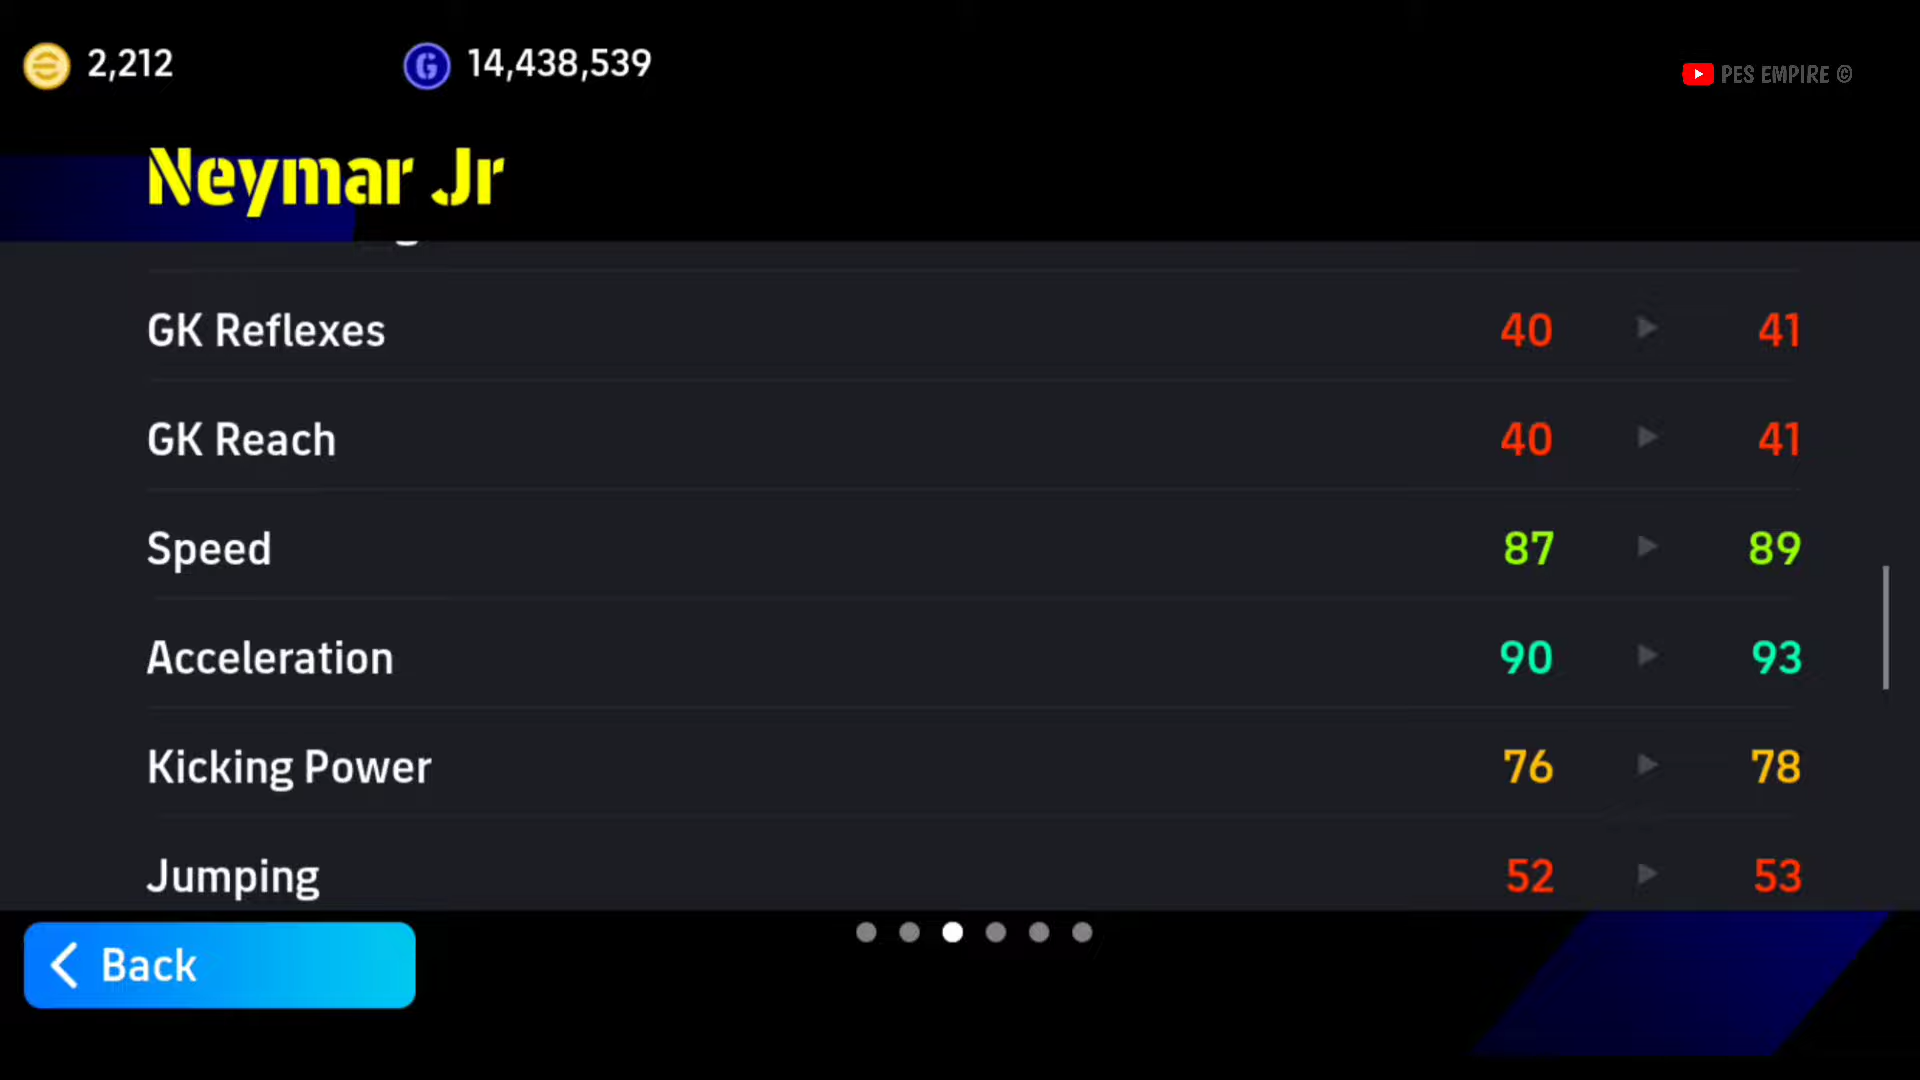 2,212
G 14,438,539
PES EMPIRE ©
Neymar Jr
GK Reflexes 40 41
GK Reach 40 41
Speed 87 89
Acceleration 90 93
Kicking Power 76 78
Jumping 52 53
Back